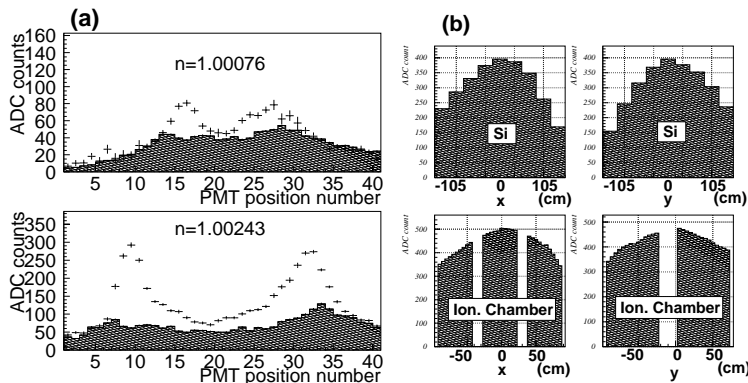 (a)
ADC counts
160
140
120
100
80
60
40
20
0
n=1.00076
5 10 15 20 25 30 35 40
PMT position number
ADC counts
350
300
250
200
150
100
50
0
n=1.00243
5 10 15 20 25 30 35 40
PMT position number
(b)
ADC count
400
350
300
250
200
150
100
50
0
Si
-105 0 105 (cm)
x
ADC count
400
350
300
250
200
150
100
50
0
Si
-105 0 105 (cm)
y
ADC count
500
400
300
200
100
0
Ion. Chamber
-50 0 50 (cm)
x
ADC count
500
400
300
200
100
0
Ion. Chamber
-50 0 50 (cm)
y